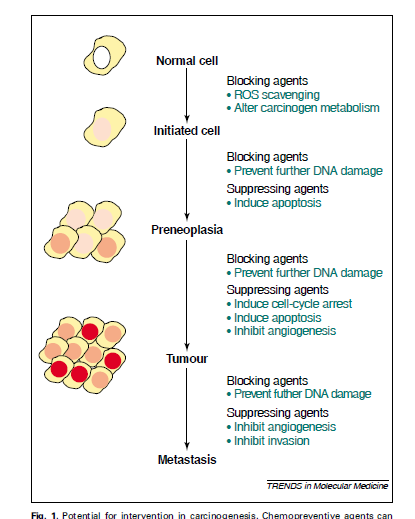 Normal cell
Blocking agents
• ROS scavenging
• Alter carcinogen metabolism
Initiated cell
Blocking agents
• Prevent further DNA damage
Suppressing agents
• Induce apoptosis
Preneoplasia
Blocking agents
• Prevent further DNA damage
Suppressing agents
• Induce cell-cycle arrest
• Induce apoptosis
• Inhibit angiogenesis
Tumour
Blocking agents
• Prevent futher DNA damage
Suppressing agents
• Inhibit angiogenesis
• Inhibit invasion
Metastasis
TRENDS in Molecular Medicine
Fig. 1. Potential for intervention in carcinogenesis. Chemopreventive agents can